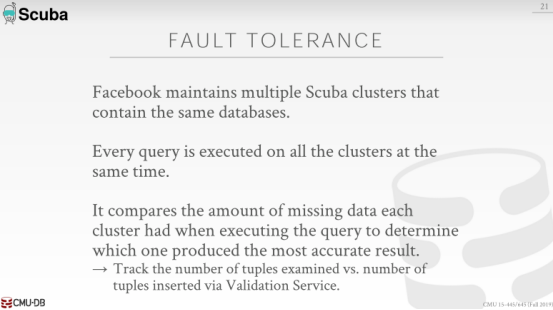 Scuba
21
FAULT TOLERANCE
Facebook maintains multiple Scuba clusters that
contain the same databases.
Every query is executed on all the clusters at the
same time.
It compares the amount of missing data each
cluster had when executing the query to determine
which one produced the most accurate result.
→ Track the number of tuples examined vs. number of
tuples inserted via Validation Service.
CMU·DB
CMU 15-445/645 (Fall 2019)